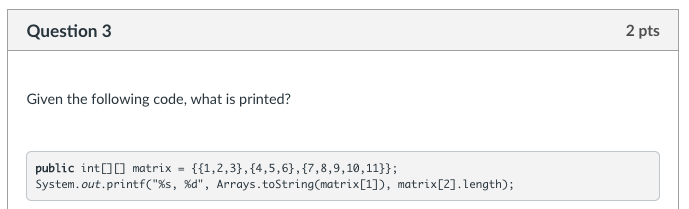 Question 3
2 pts
Given the following code, what is printed?
public int[][] matrix = {{1,2,3},{4,5,6},{7,8,9,10,11}};
System.out.printf("%s, %d", Arrays.toString(matrix[1]), matrix[2].length);